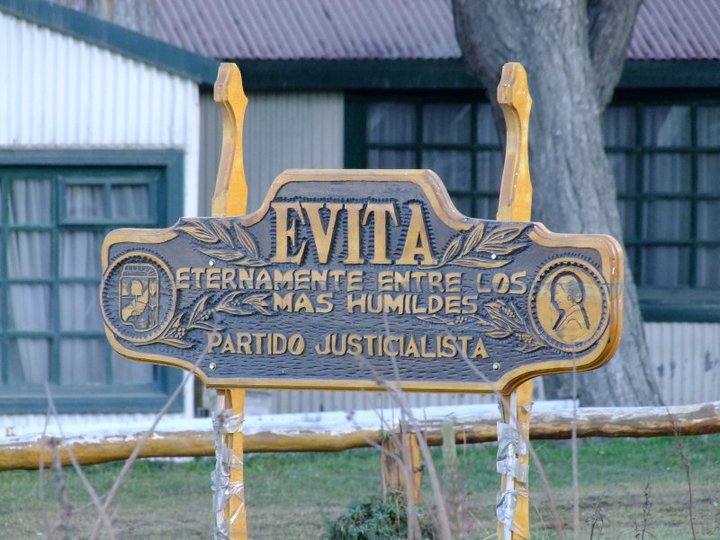 EVITA
ETERNAMENTE ENTRE LOS
MAS HUMILDES
PARTIDO JUSTICIALISTA